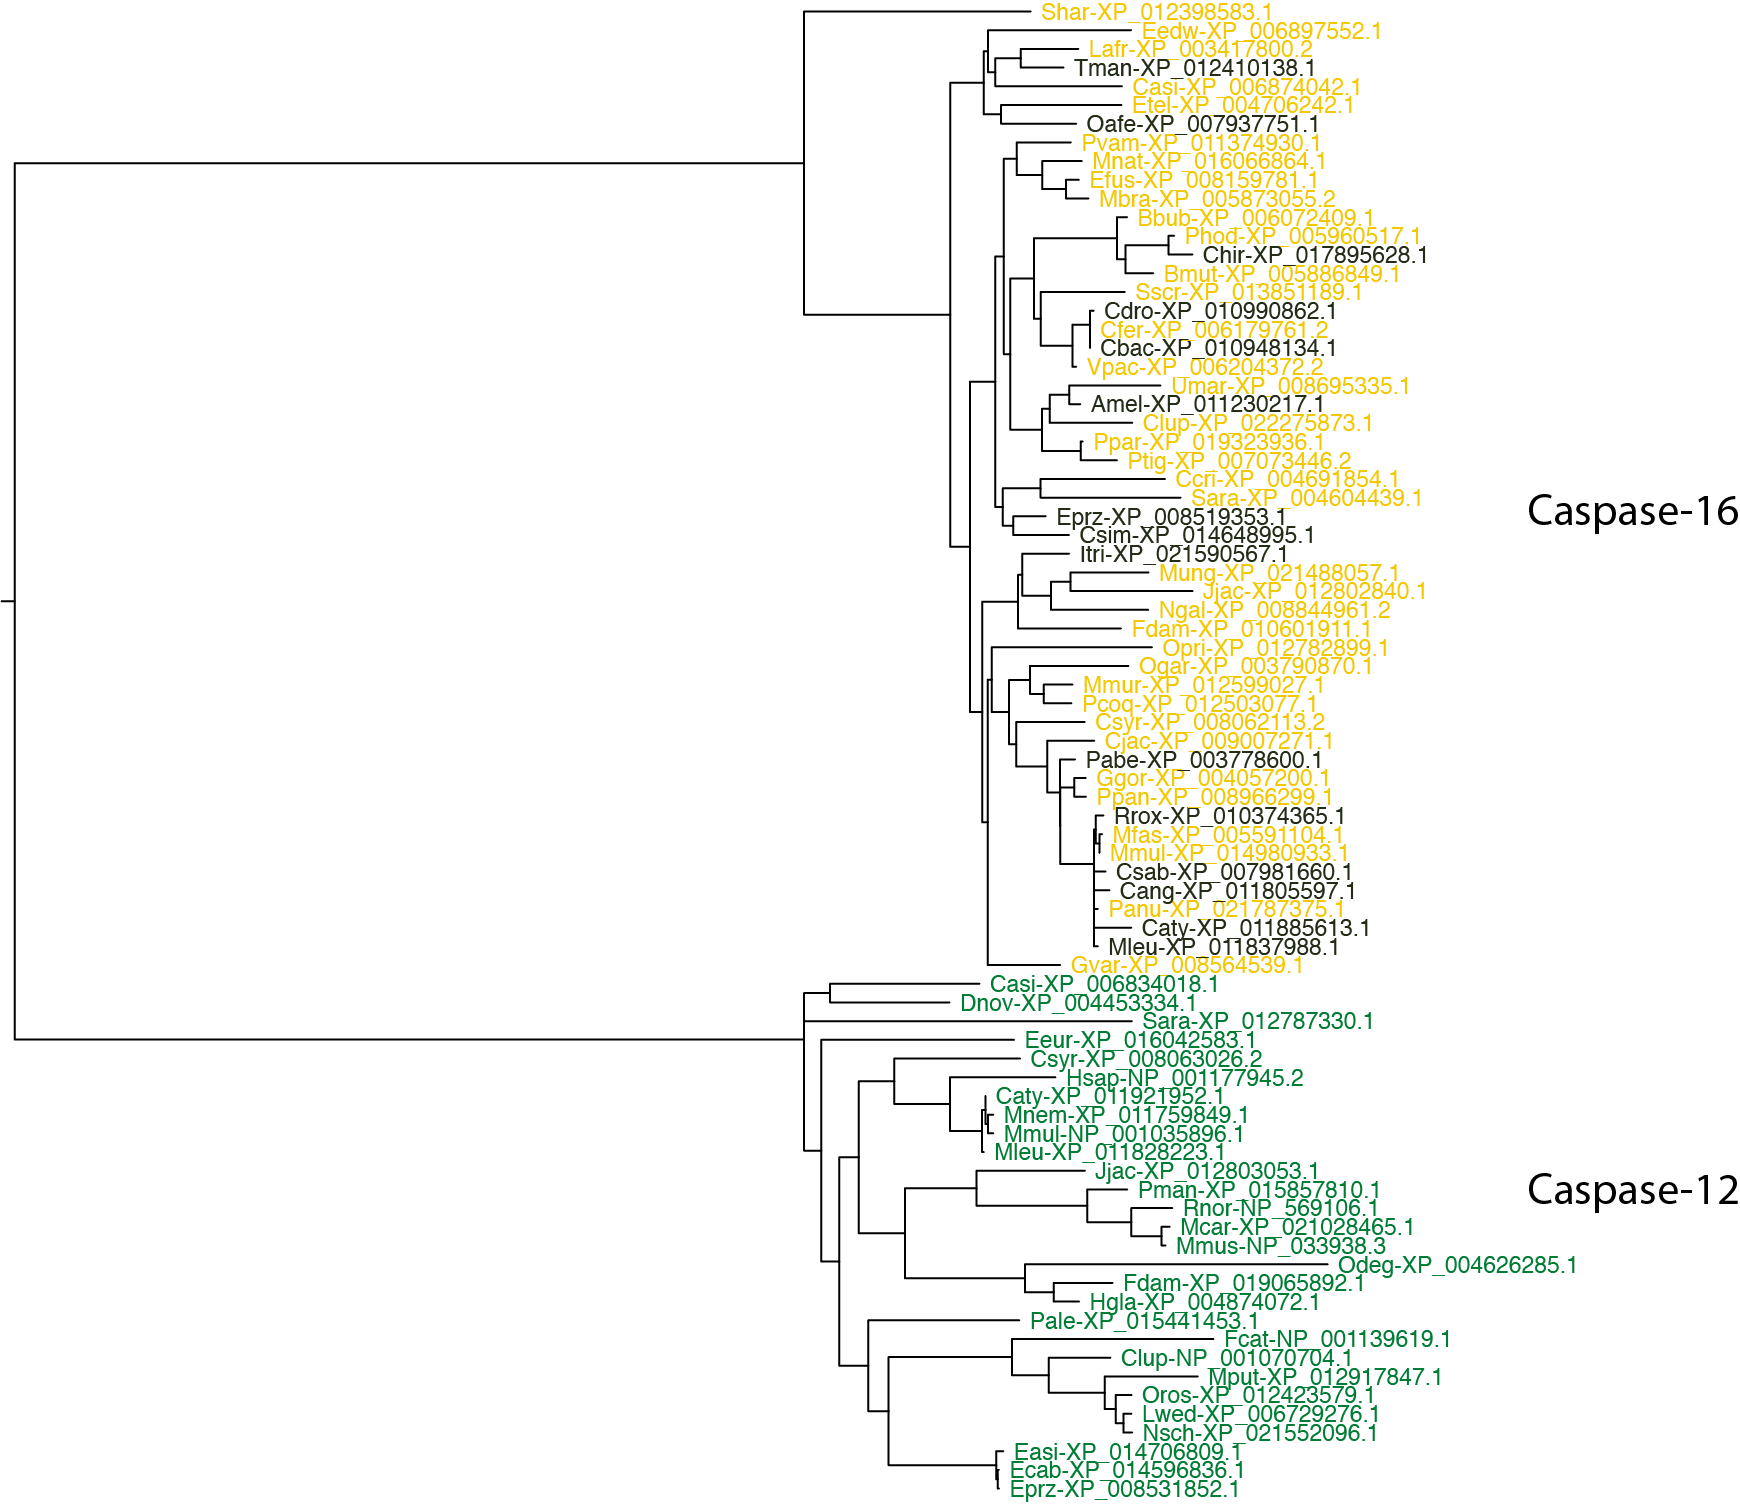 Shar-XP_012398583.1
Eedw-XP_006897552.1
Lafr-XP_003417800.2
Tman-XP_012410138.1
Casi-XP_006874042.1
Etel-XP_004706242.1
Oafe-XP_007937751.1
Pvam-XP_011374930.1
Mnat-XP_016066864.1
Efus-XP_008159781.1
Mbra-XP_005873055.2
Bbub-XP_006072409.1
Phod-XP_005960517.1
Chir-XP_017895628.1
Bmut-XP_005886849.1
Sscr-XP_013851189.1
Cdro-XP_010990862.1
Cfer-XP_006179761.2
Cbac-XP_010948134.1
Vpac-XP_006204372.2
Umar-XP_008695335.1
Amel-XP_011230217.1
Clup-XP_022275873.1
Ppar-XP_019323936.1
Ptig-XP_007073446.2
Ccri-XP_004691854.1
Sara-XP_004604439.1
Caspase-16
Eprz-XP_008519353.1
Csim-XP_014648995.1
Itri-XP_021590567.1
Mung-XP_021488057.1
Jjac-XP_012802840.1
Ngal-XP_008844961.2
Fdam-XP_010601911.1
Opri-XP_012782899.1
Ogar-XP_003790870.1
Mmur-XP_012599027.1
Pcoq-XP_012503077.1
Csyr-XP_008062113.2
Cjac-XP_009007271.1
Pabe-XP_003778600.1
Ggor-XP_004057200.1
Ppan-XP_008966299.1
Rrox-XP_010374365.1
Mfas-XP_005591104.1
Mmul-XP_014980933.1
Csab-XP_007981660.1
Cang-XP_011805597.1
Panu-XP_021787375.1
Caty-XP_011885613.1
Mleu-XP_011837988.1
Gvar-XP_008564539.1
Casi-XP_006834018.1
Dnov-XP_004453334.1
Sara-XP_012787330.1
Eeur-XP_016042583.1
Csyr-XP_008063026.2
Hsap-NP_001177945.2
Caty-XP_011921952.1
Mnem-XP_011759849.1
Mmul-NP_001035896.1
Mleu-XP_011828223.1
Jjac-XP_012803053.1
Pman-XP_015857810.1
Caspase-12
Rnor-NP_569106.1
Mcar-XP_021028465.1
Mmus-NP_033938.3
Odeg-XP_004626285.1
Fdam-XP_019065892.1
Hgla-XP_004874072.1
Pale-XP_015441453.1
Fcat-NP_001139619.1
Clup-NP_001070704.1
Mput-XP_012917847.1
Oros-XP_012423579.1
Lwed-XP_006729276.1
Nsch-XP_021552096.1
Easi-XP_014706809.1
Ecab-XP_014596836.1
Eprz-XP_008531852.1